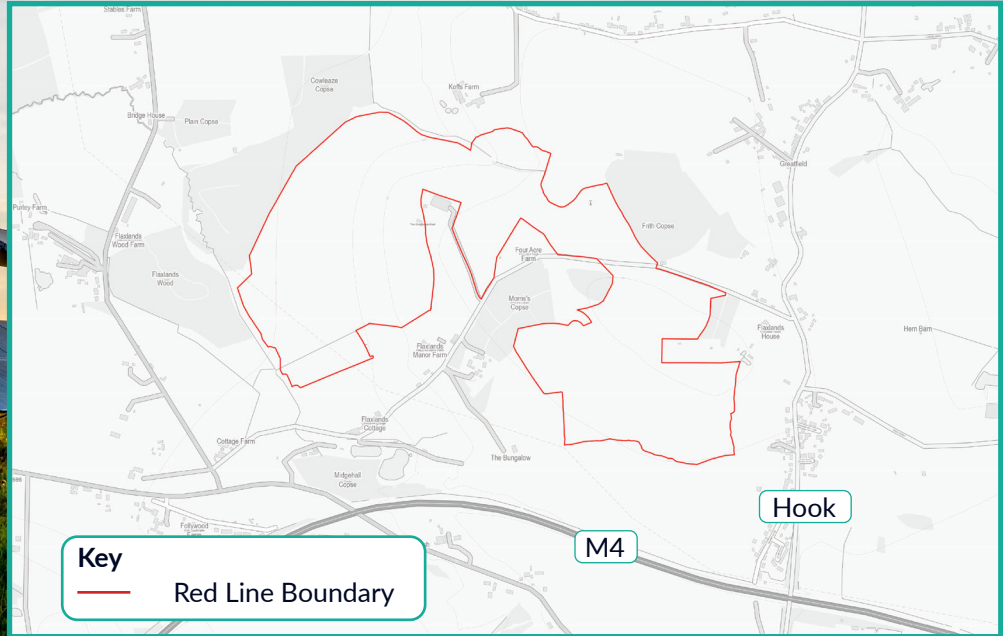 Stables Farm
Cowleaze
Copse
Koffs Farm
Bridge House
Plain Copse
Greatfield
Purley Farm
Flaxlands
Wood Farm
Frith Copse
Flaxlands
Wood
Four Acre
Farm
Morris's
Copse
Flaxlands
House
Hern Barn
Flaxlands
Manor Farm
Flaxlands
Cottage
Cottage Farm
The Bungalow
Midgehall
Copse
Follywood
Hook
M4
Key
Red Line Boundary